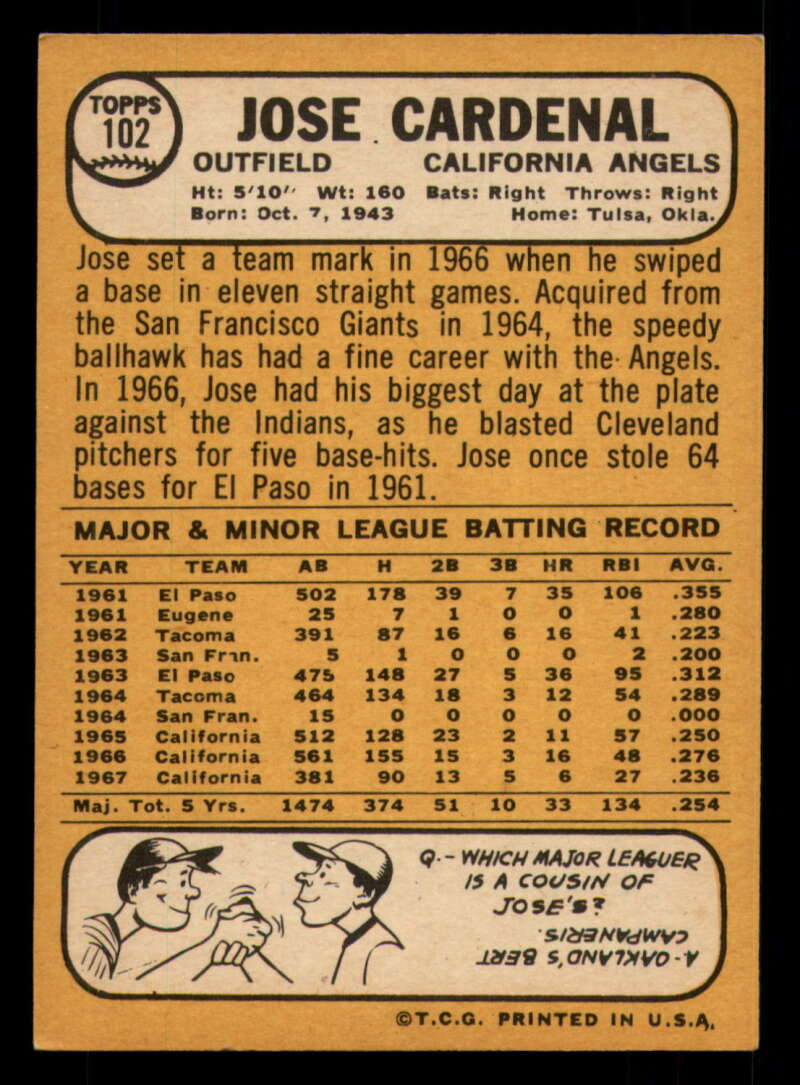 TOPPS
102
JOSE CARDENAL
OUTFIELD CALIFORNIA ANGELS
Ht: 5'10" Wt: 160 Bats: Right Throws: Right
Born: Oct. 7, 1943 Home: Tulsa, Okla.
Jose set a team mark in 1966 when he swiped
a base in eleven straight games. Acquired from
the San Francisco Giants in 1964, the speedy
ballhawk has had a fine career with the Angels.
In 1966, Jose had his biggest day at the plate
against the Indians, as he blasted Cleveland
pitchers for five base-hits. Jose once stole 64
bases for El Paso in 1961.
MAJOR & MINOR LEAGUE BATTING RECORD
YEAR TEAM AB H 2B 3B HR RBI AVG.
1961 El Paso 502 178 39 7 35 106 .355
1961 Eugene 25 7 1 0 0 1 .280
1962 Tacoma 391 87 16 6 16 41 .223
1963 San Fran. 5 1 0 0 0 2 .200
1963 El Paso 475 148 27 5 36 95 .312
1964 Tacoma 464 134 18 3 12 54 .289
1964 San Fran. 15 0 0 0 0 0 .000
1965 California 512 128 23 2 11 57 .250
1966 California 561 155 15 3 16 48 .276
1967 California 381 90 13 5 6 27 .236
Maj. Tot. 5 Yrs. 1474 374 51 10 33 134 .254
Q.- WHICH MAJOR LEAGUER
IS A COUSIN OF
JOSE'S?
A-OAKLAND'S BERT
CAMPANERIS.
©T.C.G. PRINTED IN U.S.A.